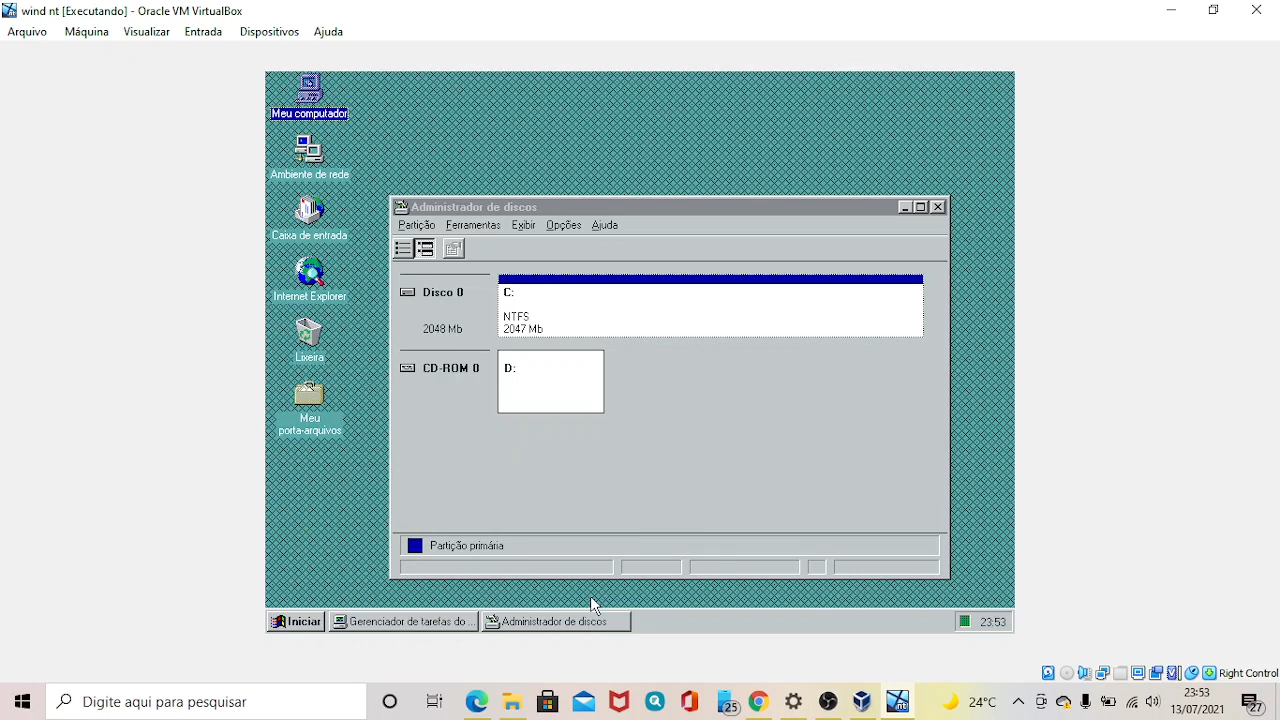 wind nt [Executando] - Oracle VM VirtualBox
Arquivo Máquina Visualizar Entrada Dispositivos Ajuda
Meu computador
Ambiente de rede
Caixa de entrada
Internet Explorer
Lixeira
Meu
porta-arquivos
Administrador de discos
Partição Ferramentas Exibir Opções Ajuda
Disco 0
2048 Mb
C:
NTFS
2047 Mb
CD-ROM 0
D:
Partição primária
Iniciar Gerenciador de tarefas do ... Administrador de discos 23:53
Right Control
Digite aqui para pesquisar
25
24°C
23:53
13/07/2021
27